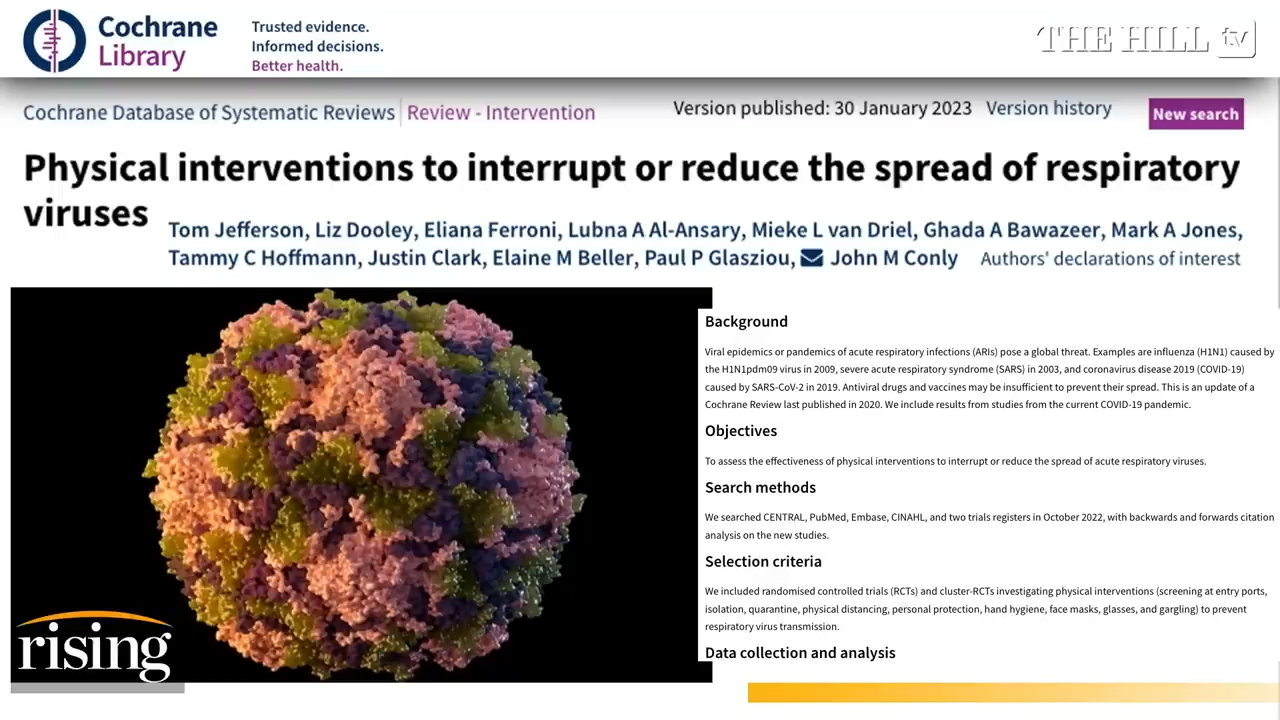 Cochrane
Library
Trusted evidence.
Informed decisions.
Better health.
THE HILL tv
Cochrane Database of Systematic Reviews Review - Intervention
Version published: 30 January 2023 Version history New search
Physical interventions to interrupt or reduce the spread of respiratory
viruses
Tom Jefferson, Liz Dooley, Eliana Ferroni, Lubna A Al-Ansary, Mieke L van Driel, Ghada A Bawazeer, Mark A Jones,
Tammy C Hoffmann, Justin Clark, Elaine M Beller, Paul P Glasziou, John M Conly Authors' declarations of interest
Background
Viral epidemics or pandemics of acute respiratory infections (ARIs) pose a global threat. Examples are influenza (H1N1) caused by
the H1N1pdm09 virus in 2009, severe acute respiratory syndrome (SARS) in 2003, and coronavirus disease 2019 (COVID-19)
caused by SARS-CoV-2 in 2019. Antiviral drugs and vaccines may be insufficient to prevent their spread. This is an update of a
Cochrane Review last published in 2020. We include results from studies from the current COVID-19 pandemic.
Objectives
To assess the effectiveness of physical interventions to interrupt or reduce the spread of acute respiratory viruses.
Search methods
We searched CENTRAL, PubMed, Embase, CINAHL, and two trials registers in October 2022, with backwards and forwards citation
analysis on the new studies.
Selection criteria
We included randomised controlled trials (RCTs) and cluster-RCTs investigating physical interventions (screening at entry ports,
isolation, quarantine, physical distancing, personal protection, hand hygiene, face masks, glasses, and gargling) to prevent
respiratory virus transmission.
Data collection and analysis
rising